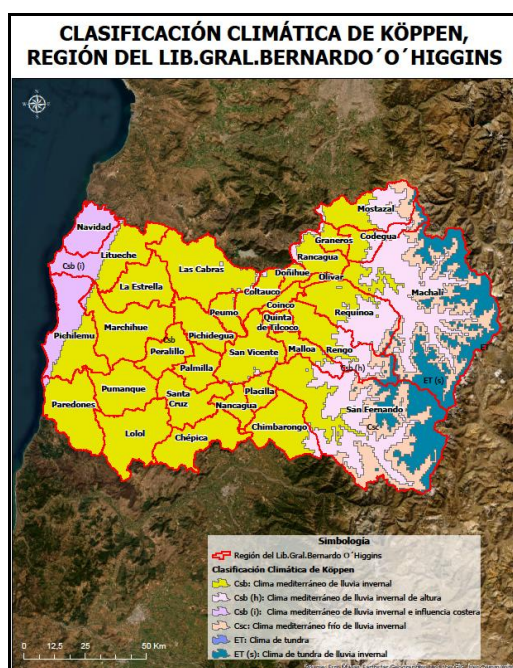 CLASIFICACIÓN CLIMÁTICA DE KÖPPEN,
REGIÓN DEL LIB.GRAL.BERNARDO´O´HIGGINS
Mostazal
Navidad
Codegua
Graneros
Litueche
Rancagua
Csb (i)
Las Cabras
Doñihue
Olivar
La Estrella
Coltauco
Machalí
Coinco
Requinoa
Peumo
Quinta
de Tilcoco
Marchihue
Pichilemu
Csb
Pichidegua
Malloa
Rengo
ET
Peralillo
San Vicente
Csb (h)
Palmilla
ET (s)
Pumanque
Placilla
Paredones
Santa
Cruz
Nancagua
San Fernando
Csc
Lolol
Chépica
Chimbarongo
Simbología
Región del Lib.Gral.Bernardo O´Higgins
Clasificación Climática de Köppen
Csb: Clima mediterráneo de lluvia invernal
Csb (h): Clima mediterráneo de lluvia invernal de altura
Csb (i): Clima mediterráneo de lluvia invernal e influencia costera
Csc: Clima mediterráneo frío de lluvia invernal
ET: Clima de tundra
ET (s): Clima de tundra de lluvia invernal
0 12,5 25 50 Km